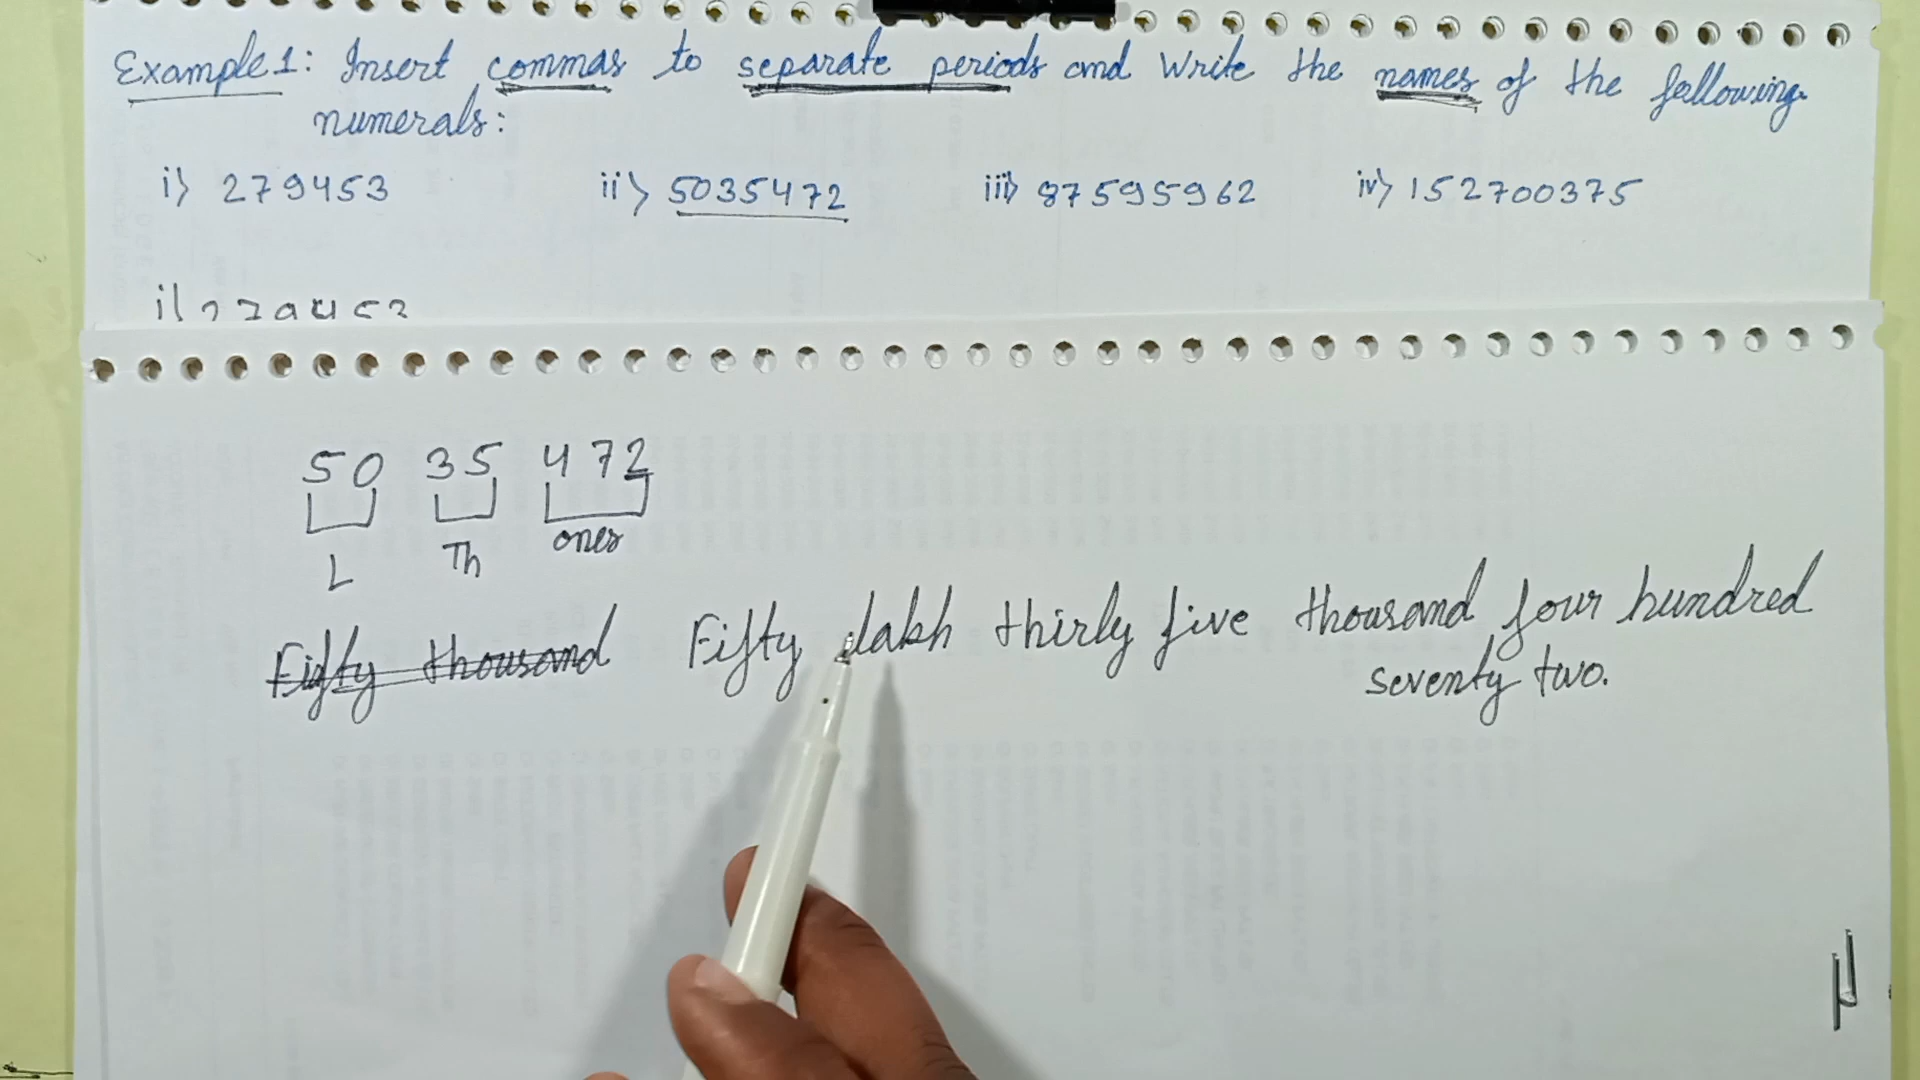 Example 1: Insert commas to separate periods and Write the names of the following
numerals:
i) 279453 ii) 5035472 iii) 87595962 iv) 152700375
i) 279453
50 35 472
L Th ones
Fifty thousand Fifty lakh thirty five thousand four hundred
seventy two.